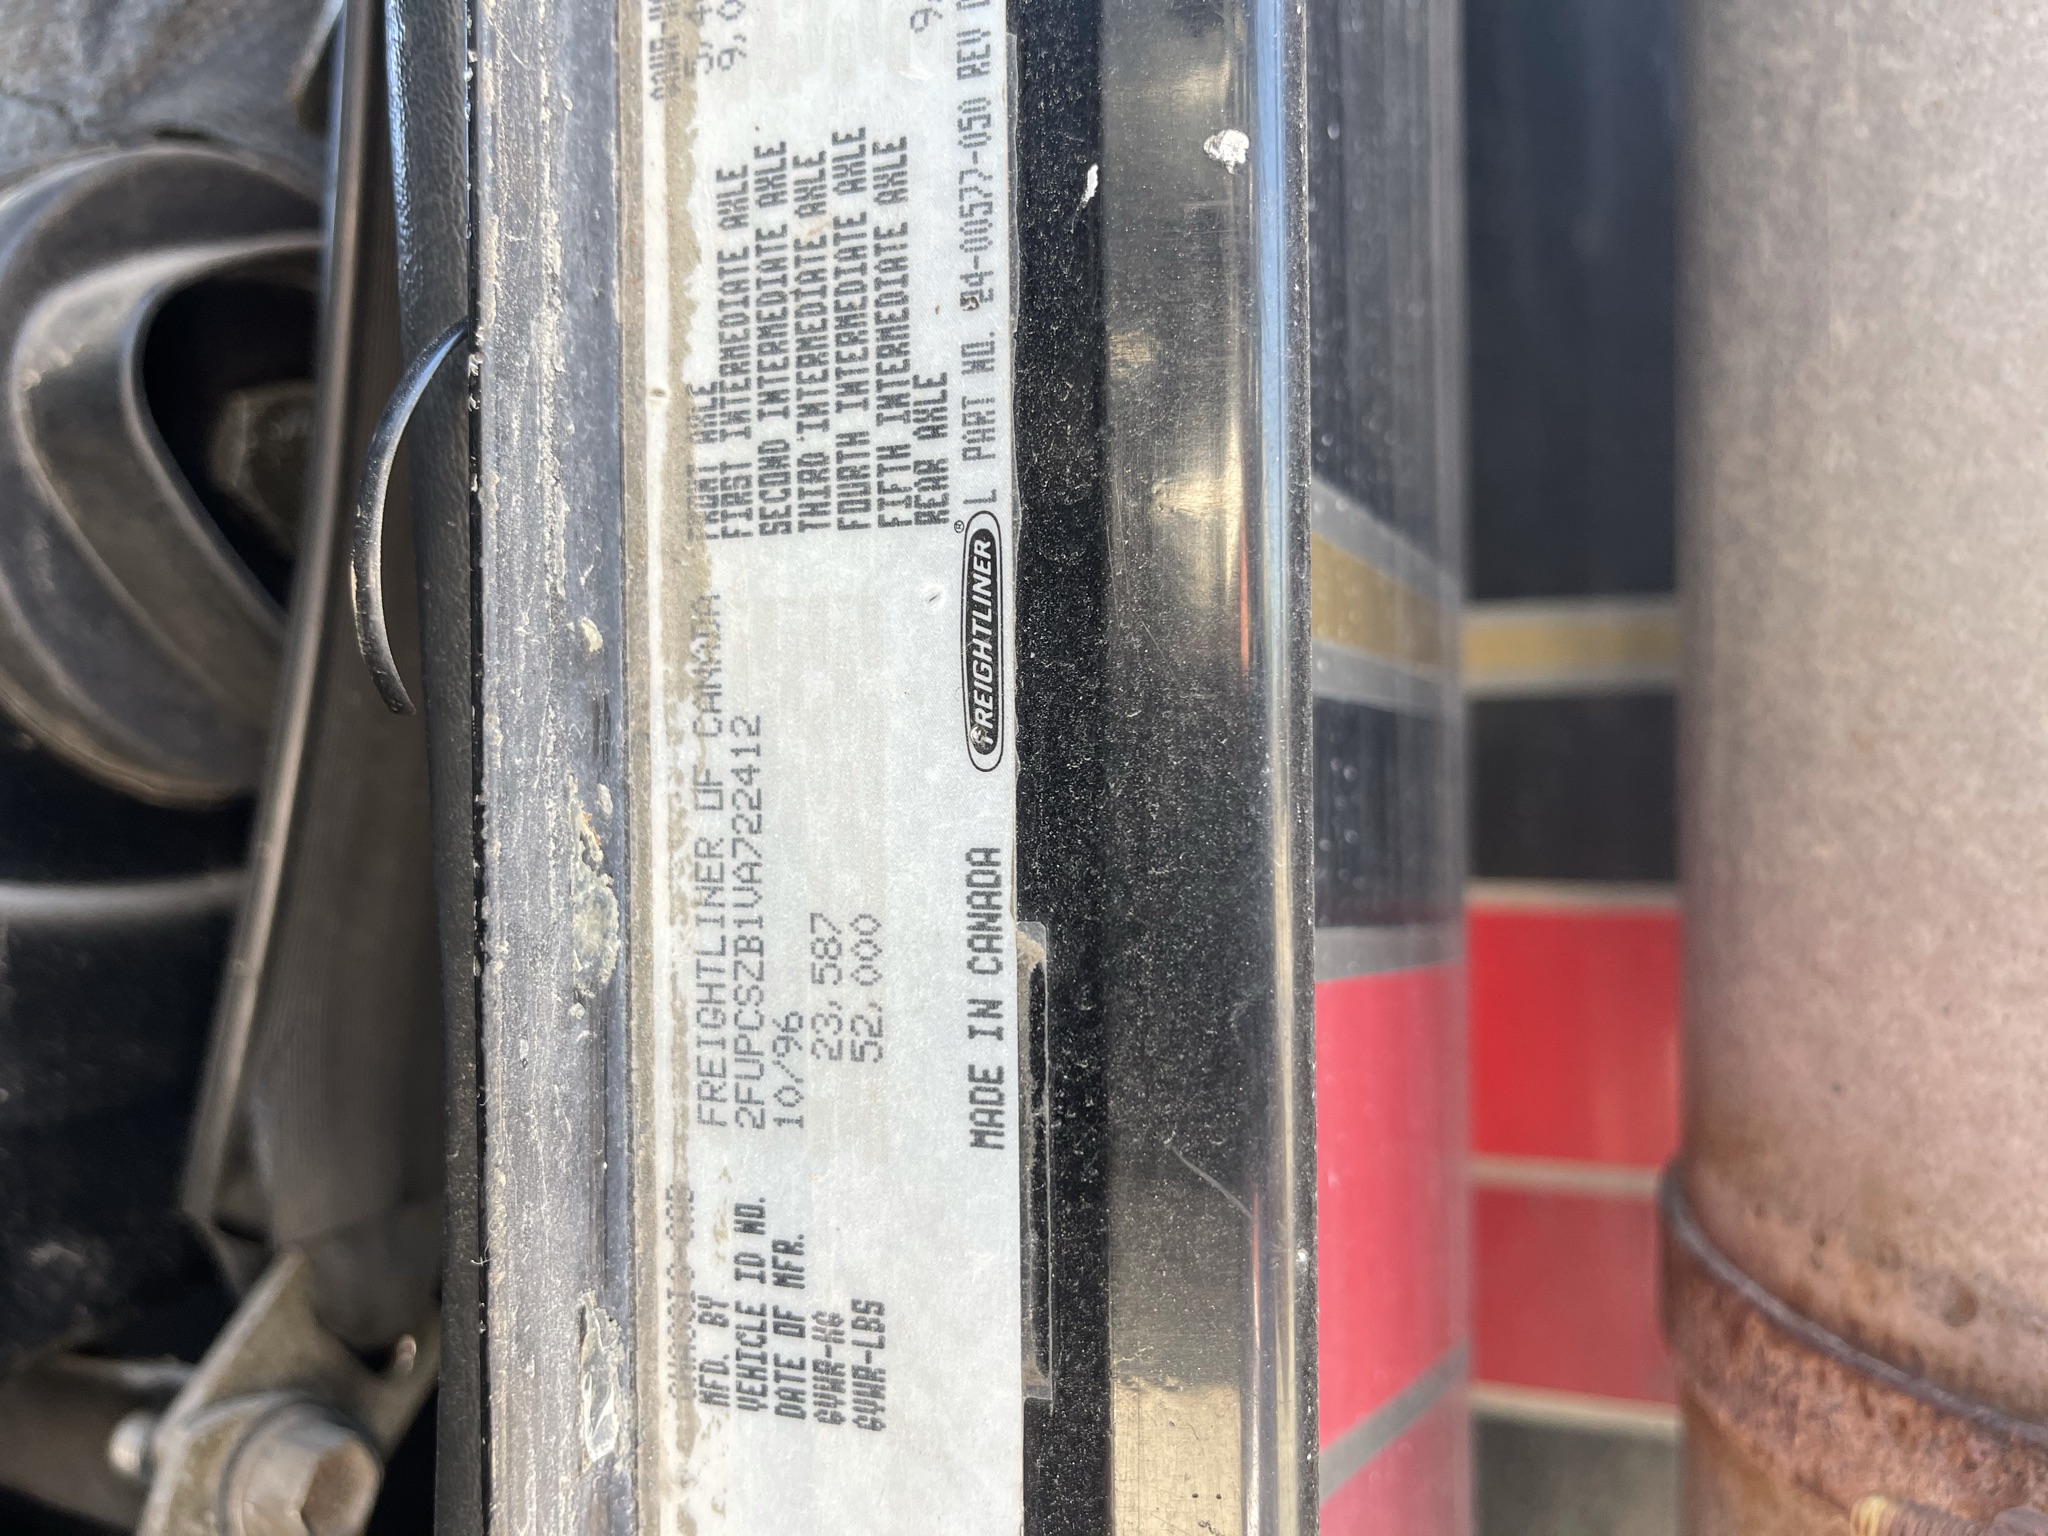 CHASSIS-CAB
MFD. BY FREIGHTLINER OF CANADA
VEHICLE ID NO. 2FUPCSZB1VA722412
DATE OF MFR. 10/96
GVWR-KG 23,587
GVWR-LBS 52,000
MADE IN CANADA
FREIGHTLINER®
FRONT AXLE
FIRST INTERMEDIATE AXLE
SECOND INTERMEDIATE AXLE
THIRD INTERMEDIATE AXLE
FOURTH INTERMEDIATE AXLE
FIFTH INTERMEDIATE AXLE
REAR AXLE
L PART NO. 24-00577-050 REV